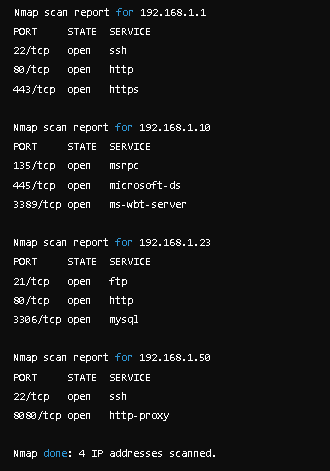 Nmap scan report for 192.168.1.1
PORT STATE SERVICE
22/tcp open ssh
80/tcp open http
443/tcp open https
Nmap scan report for 192.168.1.10
PORT STATE SERVICE
135/tcp open msrpc
445/tcp open microsoft-ds
3389/tcp open ms-wbt-server
Nmap scan report for 192.168.1.23
PORT STATE SERVICE
21/tcp open ftp
80/tcp open http
3306/tcp open mysql
Nmap scan report for 192.168.1.50
PORT STATE SERVICE
22/tcp open ssh
8080/tcp open http-proxy
Nmap done: 4 IP addresses scanned.